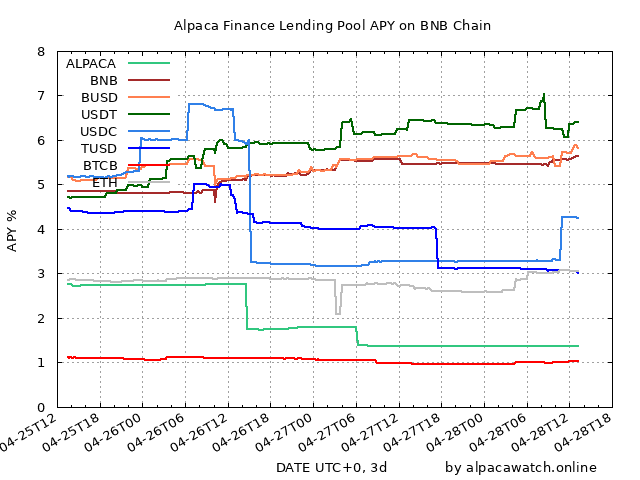 Alpaca Finance Lending Pool APY on BNB Chain
8
7
6
5
4
3
2
1
0
APY %
ALPACA
BNB
BUSD
USDT
USDC
TUSD
BTCB
ETH
04-25T12
04-25T18
04-26T00
04-26T06
04-26T12
04-26T18
04-27T00
04-27T06
04-27T12
04-27T18
04-28T00
04-28T06
04-28T12
04-28T18
DATE UTC+0, 3d
by alpacawatch.online